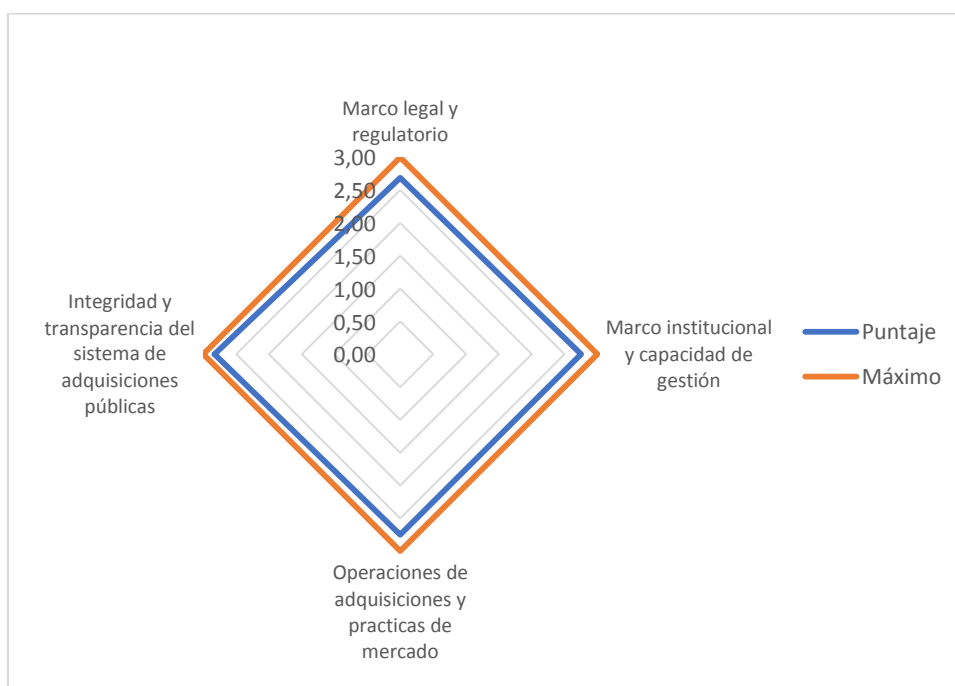 Marco legal y
regulatorio
3,00
2,50
2,00
1,50
1,00
0,50
0,00
Integridad y
transparencia del
sistema de
adquisiciones
públicas
Marco institucional
y capacidad de
gestión
Puntaje
Máximo
Operaciones de
adquisiciones y
practicas de
mercado